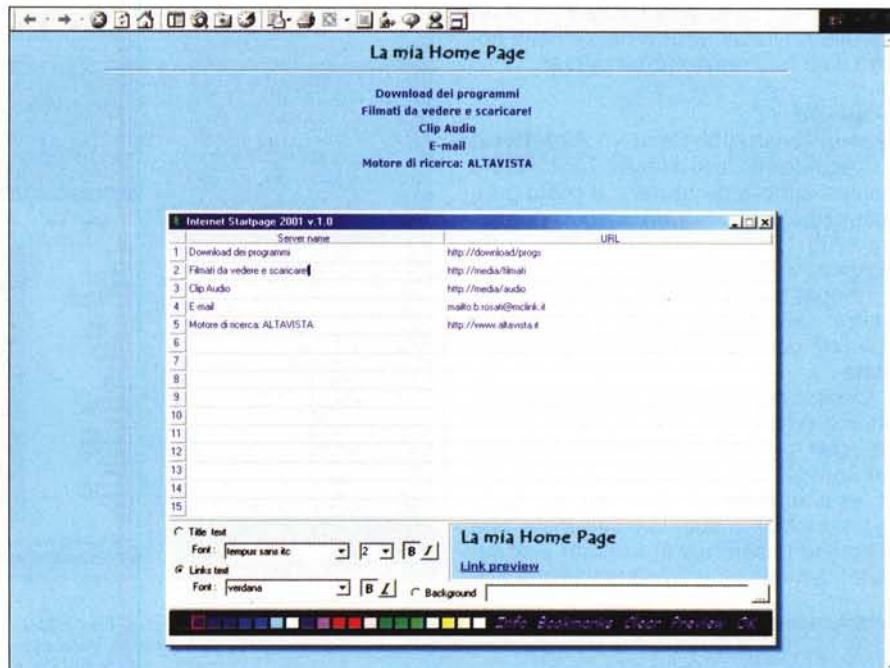 La mia Home Page
Download dei programmi
Filmati da vedere e scaricare!
Clip Audio
E-mail
Motore di ricerca: ALTAVISTA
Internet Startpage 2001 v.1.0
Server name URL
1 Download dei programmi http://download/progs
2 Filmati da vedere e scaricare! http://media/filmati
3 Clip Audio http://media/audio
4 E-mail mailto:b.rosati@mclink.it
5 Motore di ricerca: ALTAVISTA http://www.altavista.it
6
7
8
9
10
11
12
13
14
15
Title text
Font: tempus sans itc 2 B I
Links text
Font: verdana B I
La mia Home Page
Link preview
Background ...
Info Bookmarks Clear Preview OK